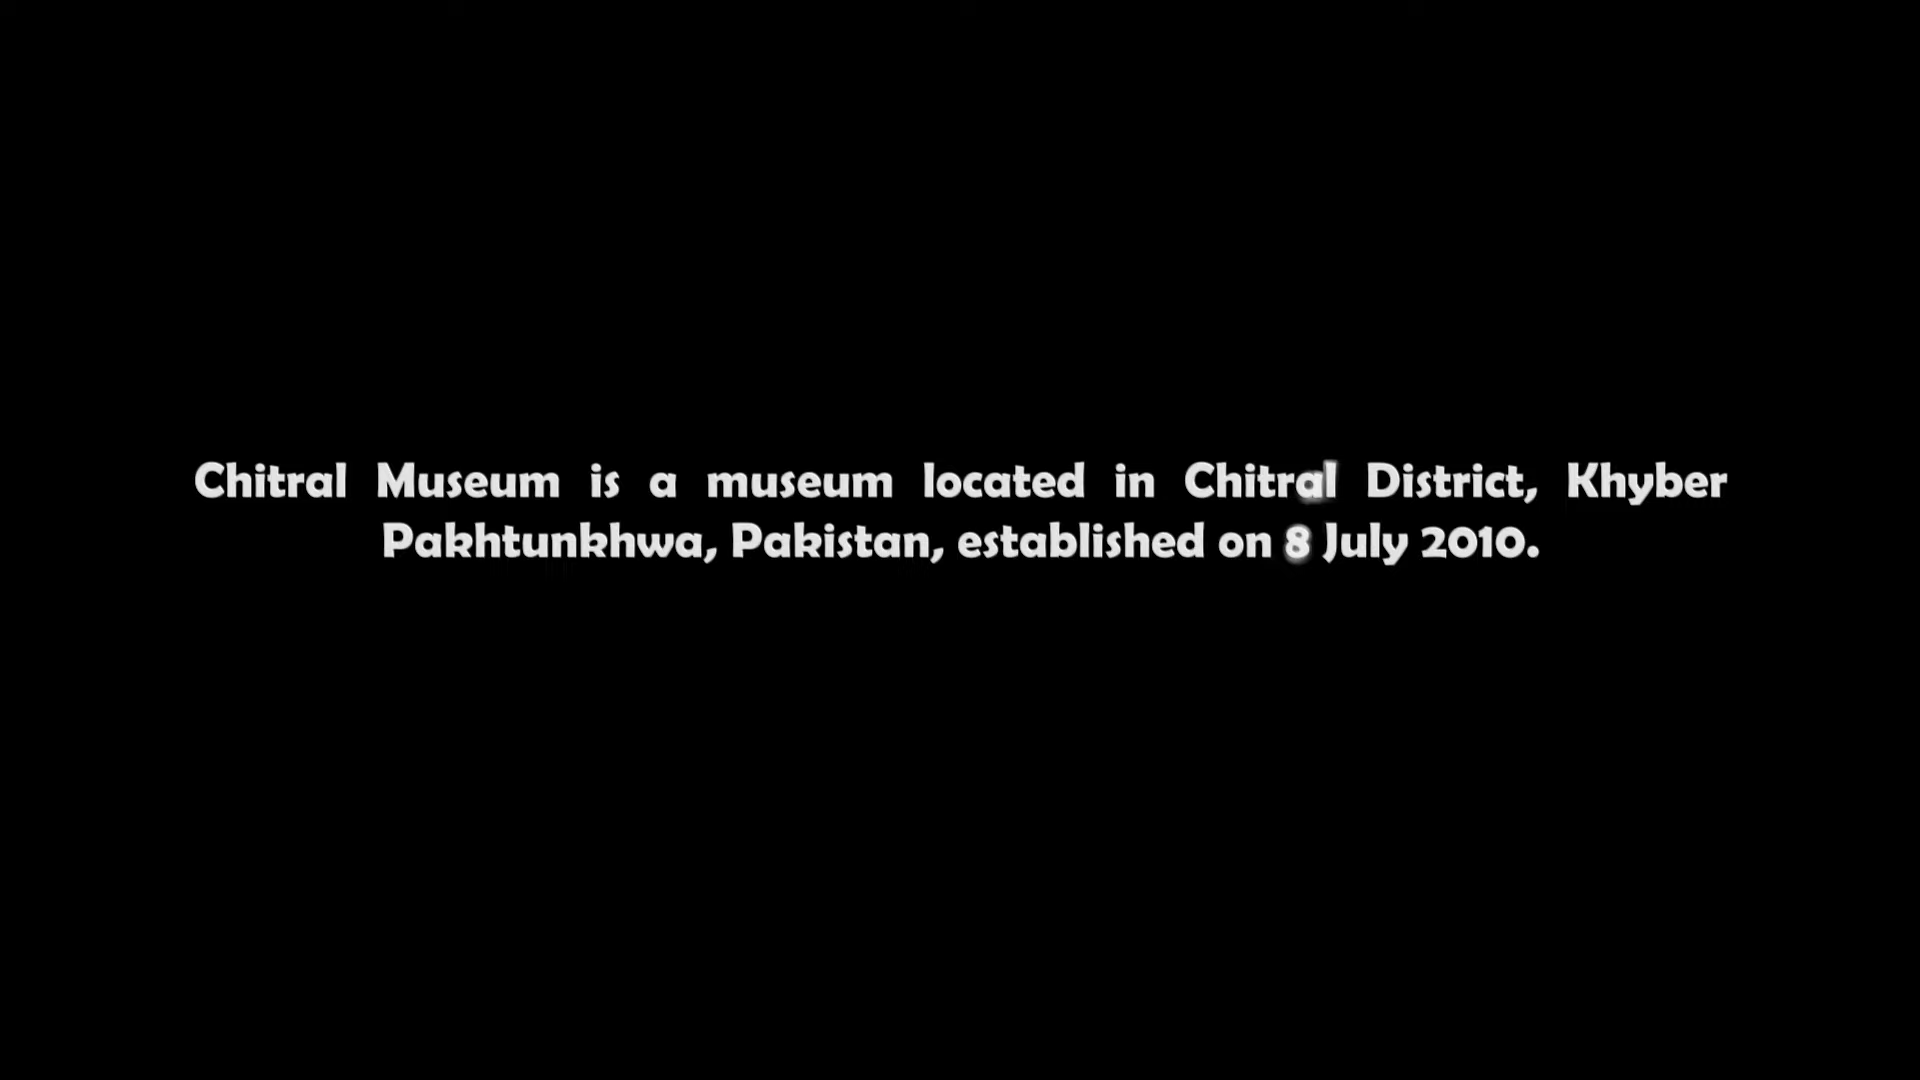 Chitral Museum is a museum located in Chitral District, Khyber
Pakhtunkhwa, Pakistan, established on 8 July 2010.